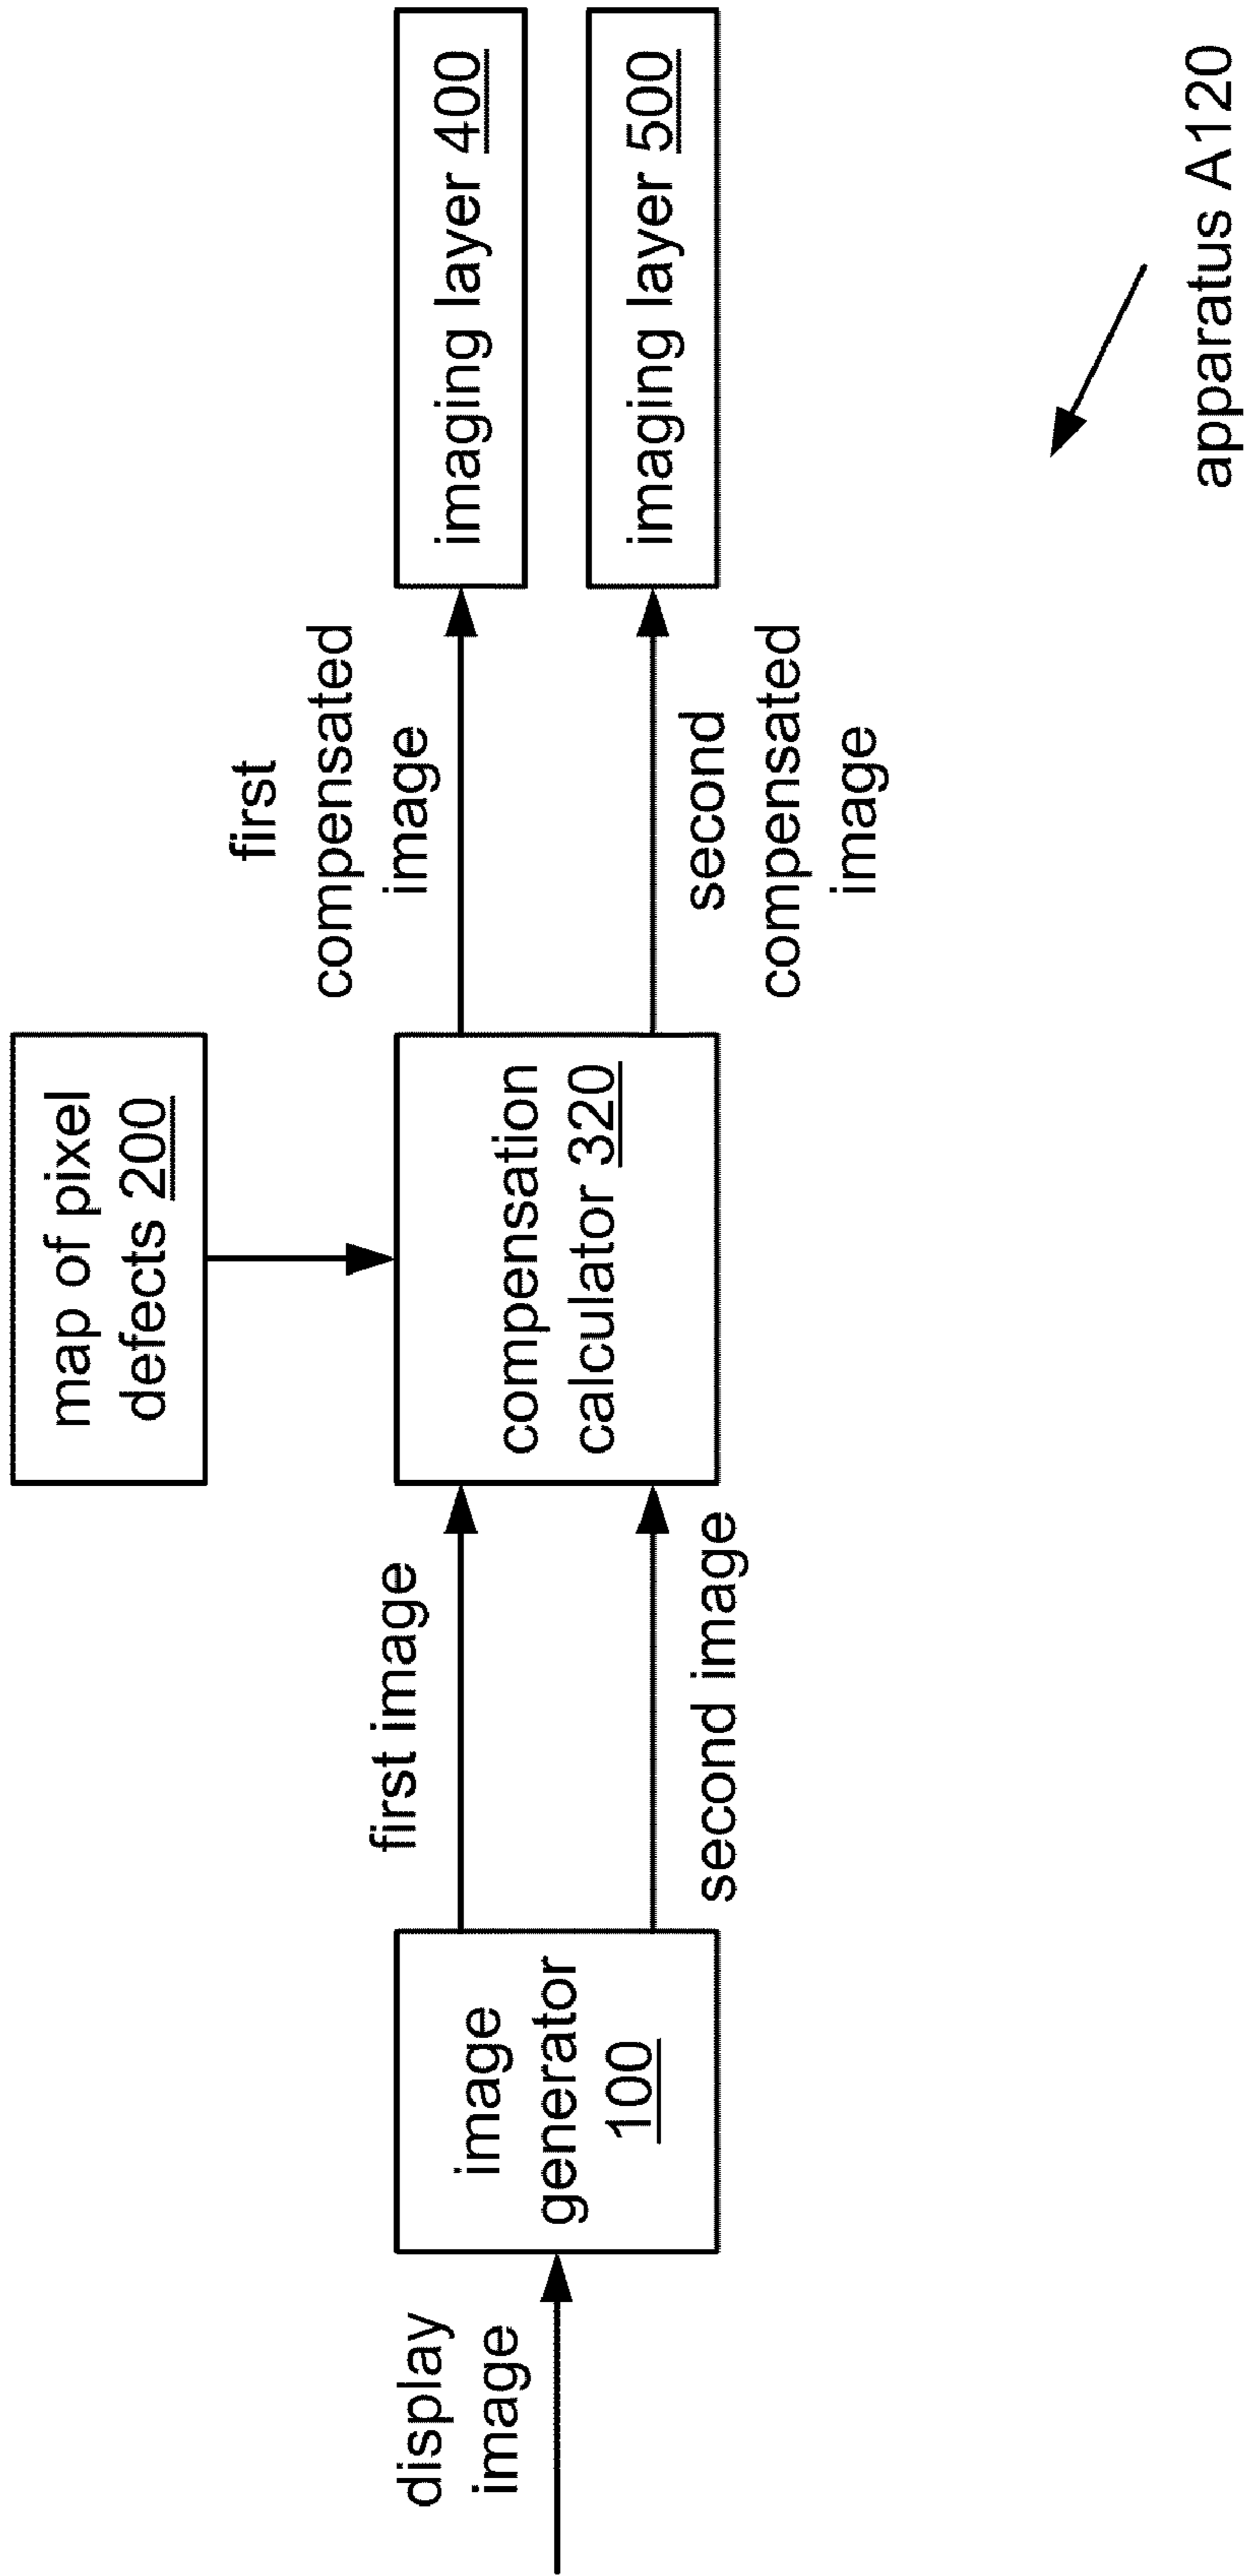 map of pixel
defects 200
display
image
image
generator
100
first image
second image
compensation
calculator 320
first
compensated
image
second
compensated
image
imaging layer 400
imaging layer 500
apparatus A120